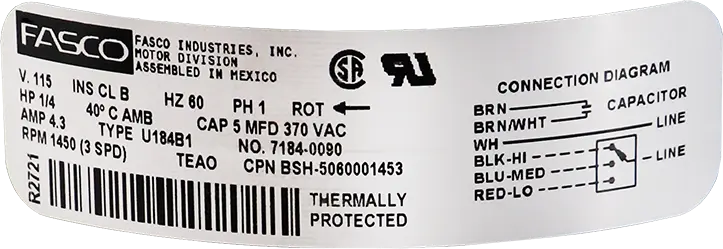 FASCO
FASCO INDUSTRIES, INC.
MOTOR DIVISION
ASSEMBLED IN MEXICO
V. 115 INS CL B HZ 60 PH 1 ROT ←
HP 1/4 40° C AMB CAP 5 MFD 370 VAC
AMP 4.3 TYPE U184B1 NO. 7184-0090
RPM 1450 (3 SPD) TEAO CPN BSH-5060001453
R2721
THERMALLY
PROTECTED
CSA
UR
CONNECTION DIAGRAM
BRN CAPACITOR
BRN/WHT
WH LINE
BLK-HI LINE
BLU-MED
RED-LO